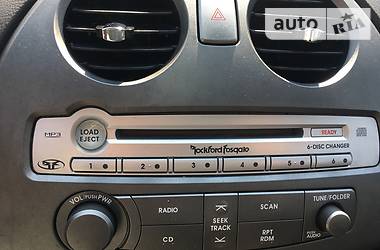 auto RIA
MP3
LOAD
EJECT
READY
Rockford Fosgate
6-DISC CHANGER
1 2 3 4 5 6
VOL PUSH PWR
RADIO
SEEK
TRACK
SCAN
TUNE/FOLDER
CD
RPT
RDM
PUSH
AUDIO